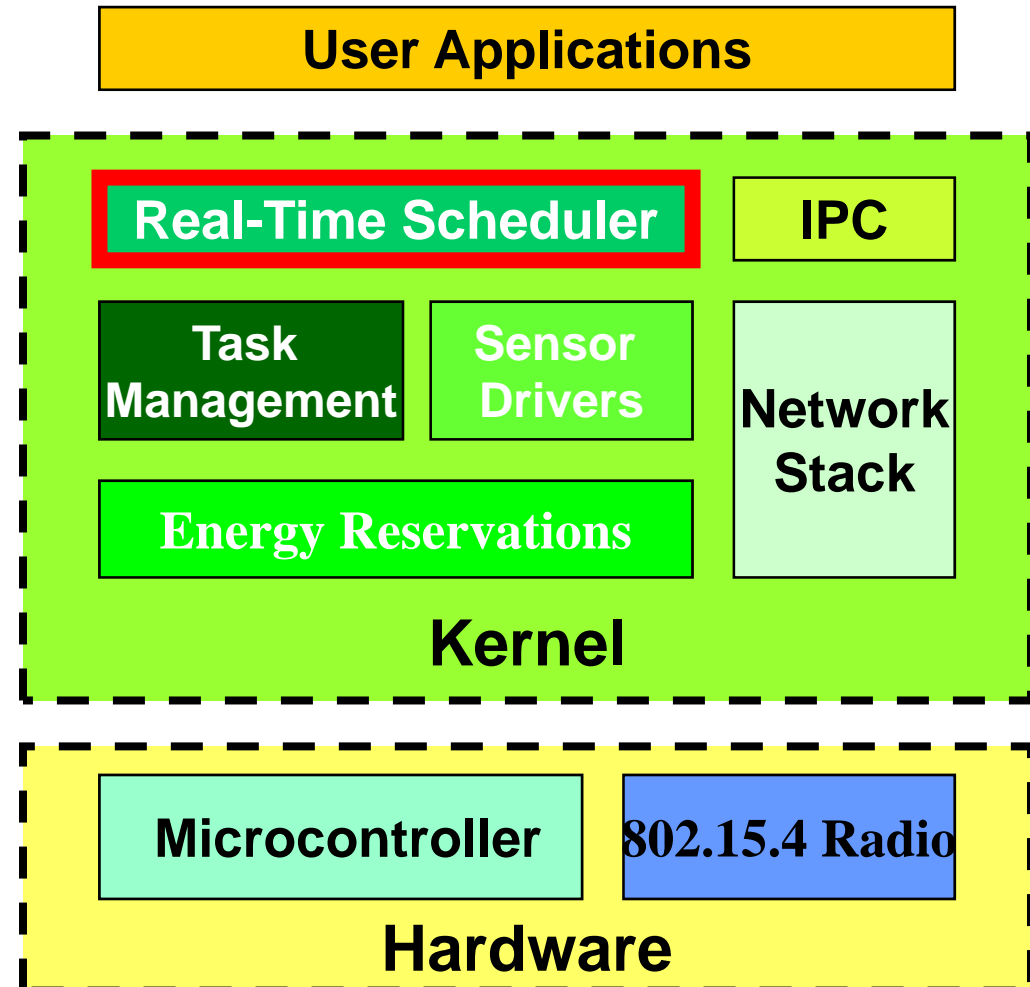 User Applications
Real-Time Scheduler
IPC
Task
Management
Sensor
Drivers
Network
Stack
Energy Reservations
Kernel
Microcontroller
802.15.4 Radio
Hardware